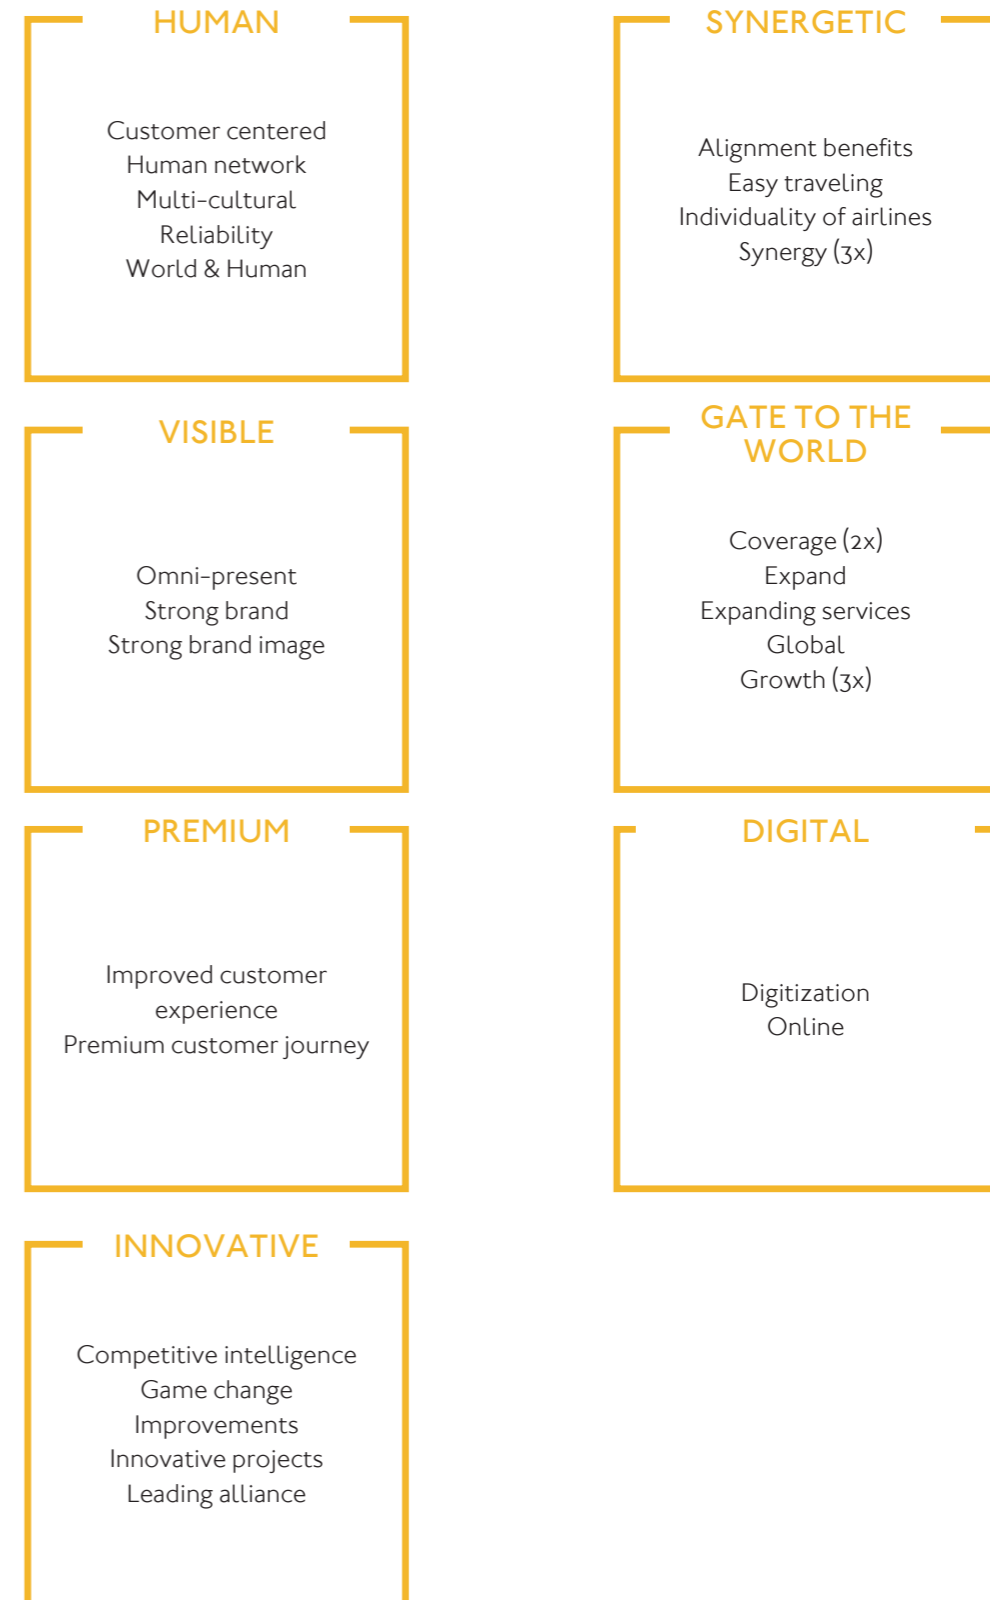 HUMAN
Customer centered
Human network
Multi-cultural
Reliability
World & Human
SYNERGETIC
Alignment benefits
Easy traveling
Individuality of airlines
Synergy (3x)
VISIBLE
Omni-present
Strong brand
Strong brand image
GATE TO THE
WORLD
Coverage (2x)
Expand
Expanding services
Global
Growth (3x)
PREMIUM
Improved customer
experience
Premium customer journey
DIGITAL
Digitization
Online
INNOVATIVE
Competitive intelligence
Game change
Improvements
Innovative projects
Leading alliance